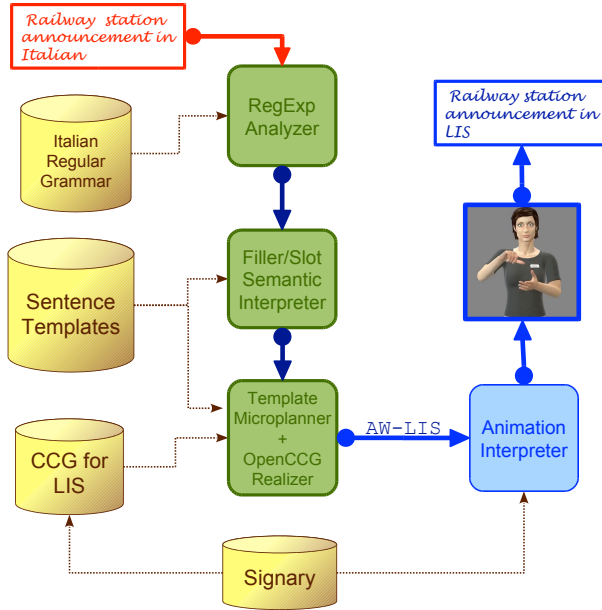 Railway station
announcement in
Italian
RegExp
Analyzer
Railway station
announcement in
LIS
Italian
Regular
Grammar
Filler/Slot
Semantic
Interpreter
Sentence
Templates
Template
Microplanner
+
OpenCCG
Realizer
AW-LIS
Animation
Interpreter
CCG for
LIS
Signary